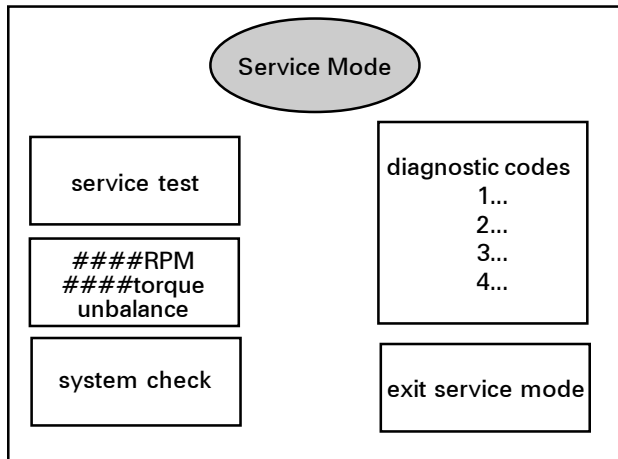 Service Mode
service test
####RPM
####torque
unbalance
system check
diagnostic codes
1...
2...
3...
4...
exit service mode